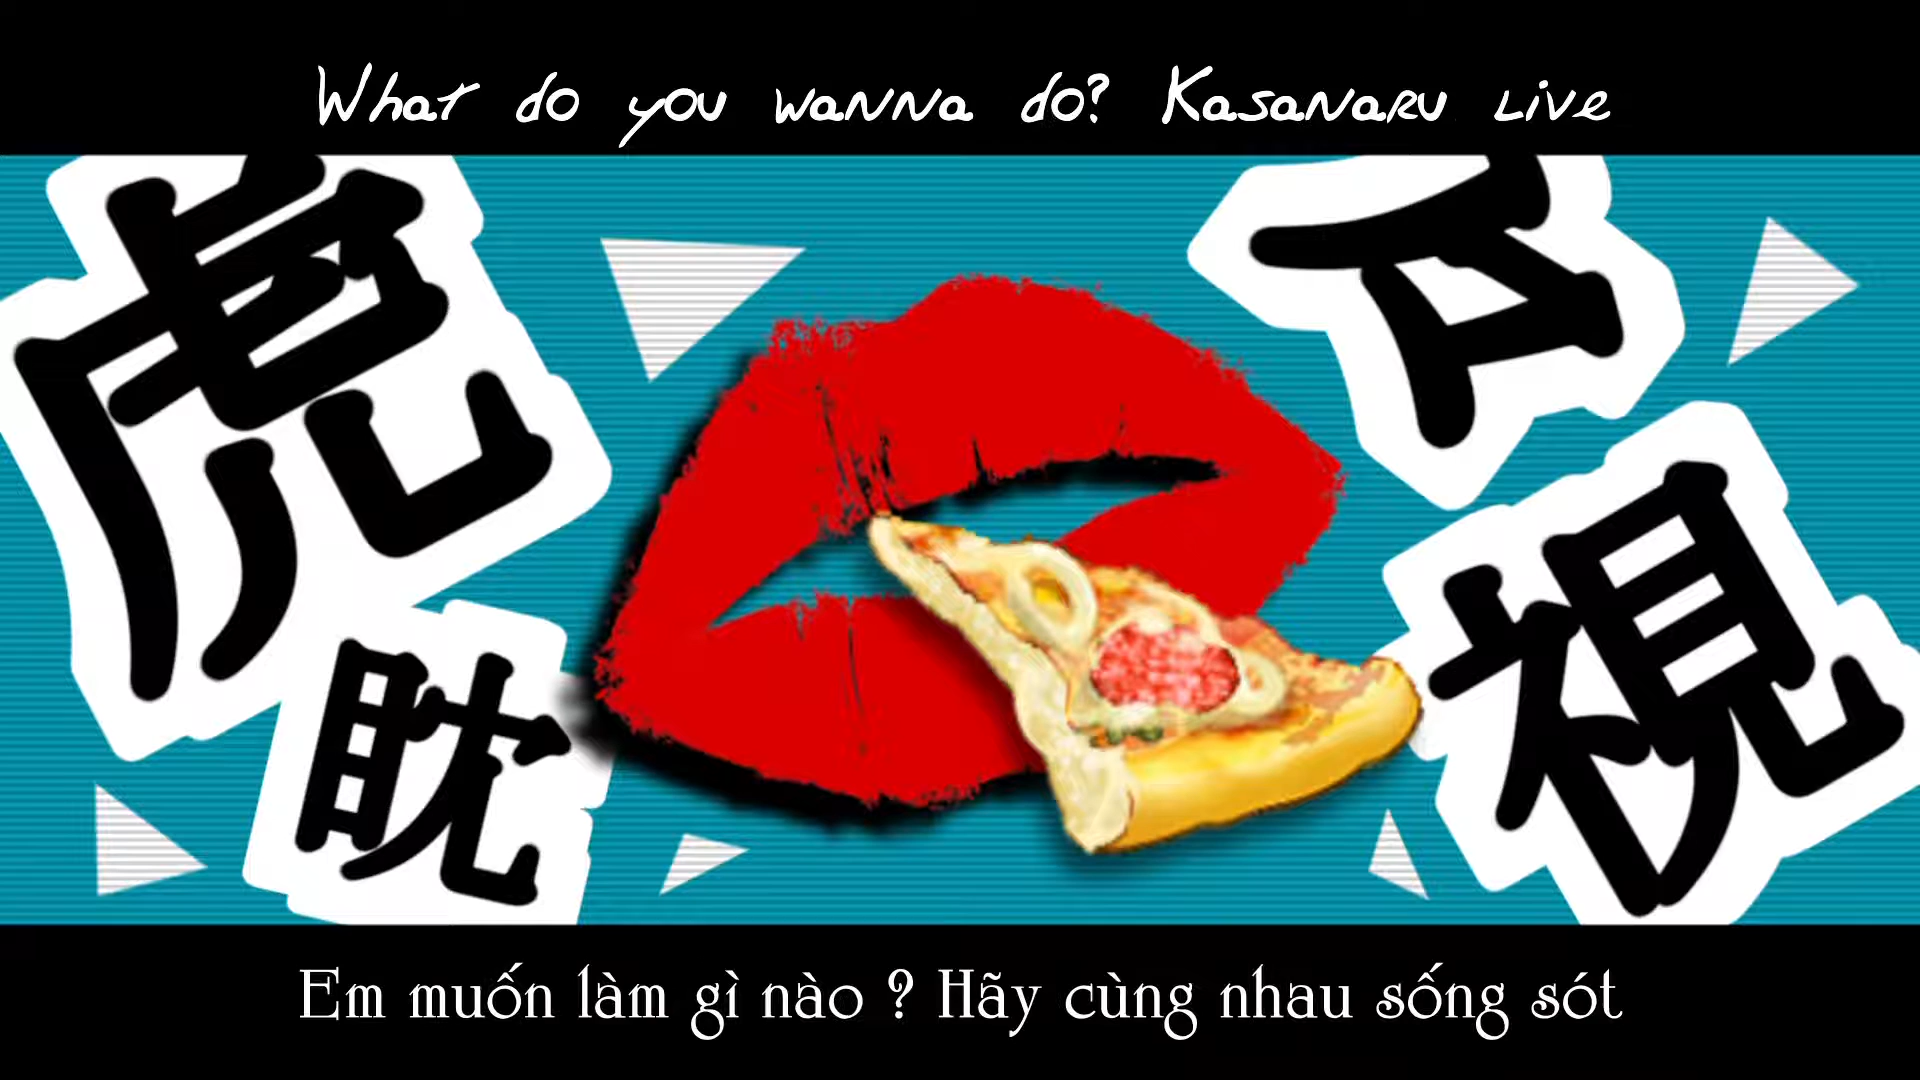 What do you wanna do? Kasanaru live
虎
視
眈
Em muốn làm gì nào ? Hãy cùng nhau sống sót